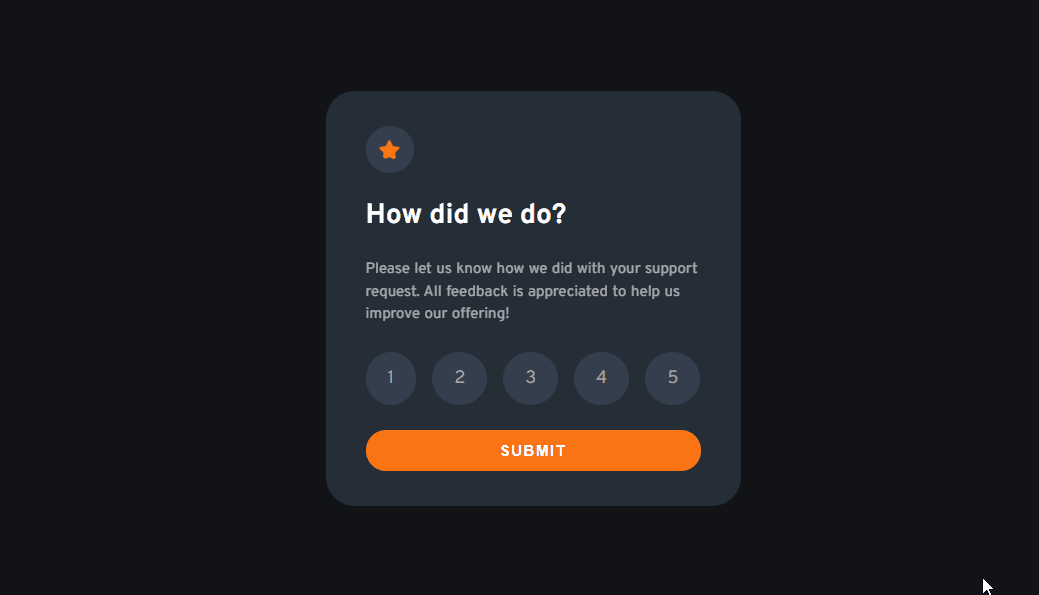 How did we do?
Please let us know how we did with your support
request. All feedback is appreciated to help us
improve our offering!
1 2 3 4 5
SUBMIT